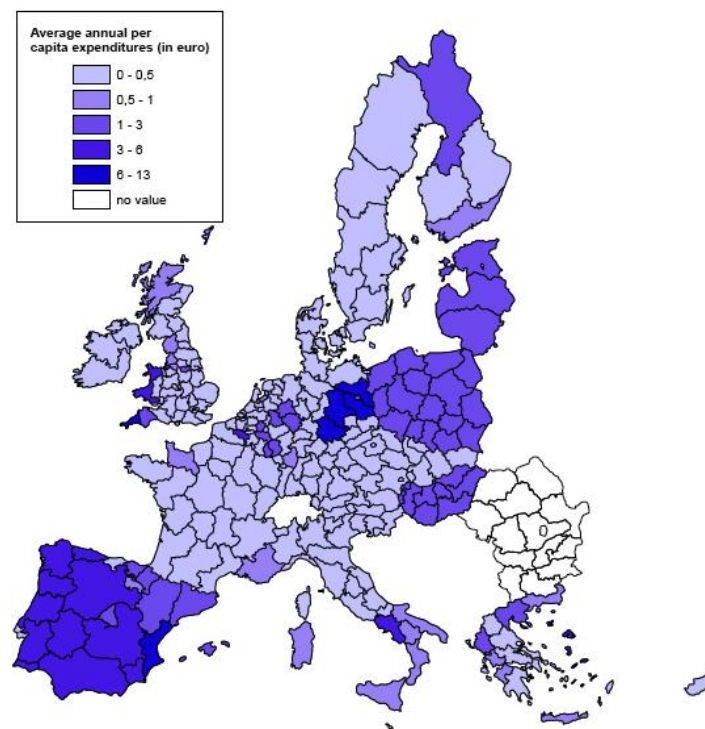 Average annual per
capita expenditures (in euro)
0 - 0,5
0,5 - 1
1 - 3
3 - 6
6 - 13
no value